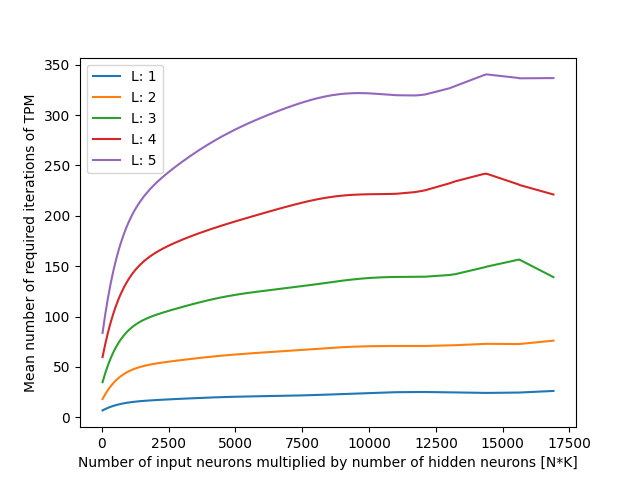 350
300
250
200
150
100
50
0
Mean number of required iterations of TPM
L: 1
L: 2
L: 3
L: 4
L: 5
0 2500 5000 7500 10000 12500 15000 17500
Number of input neurons multiplied by number of hidden neurons [N*K]